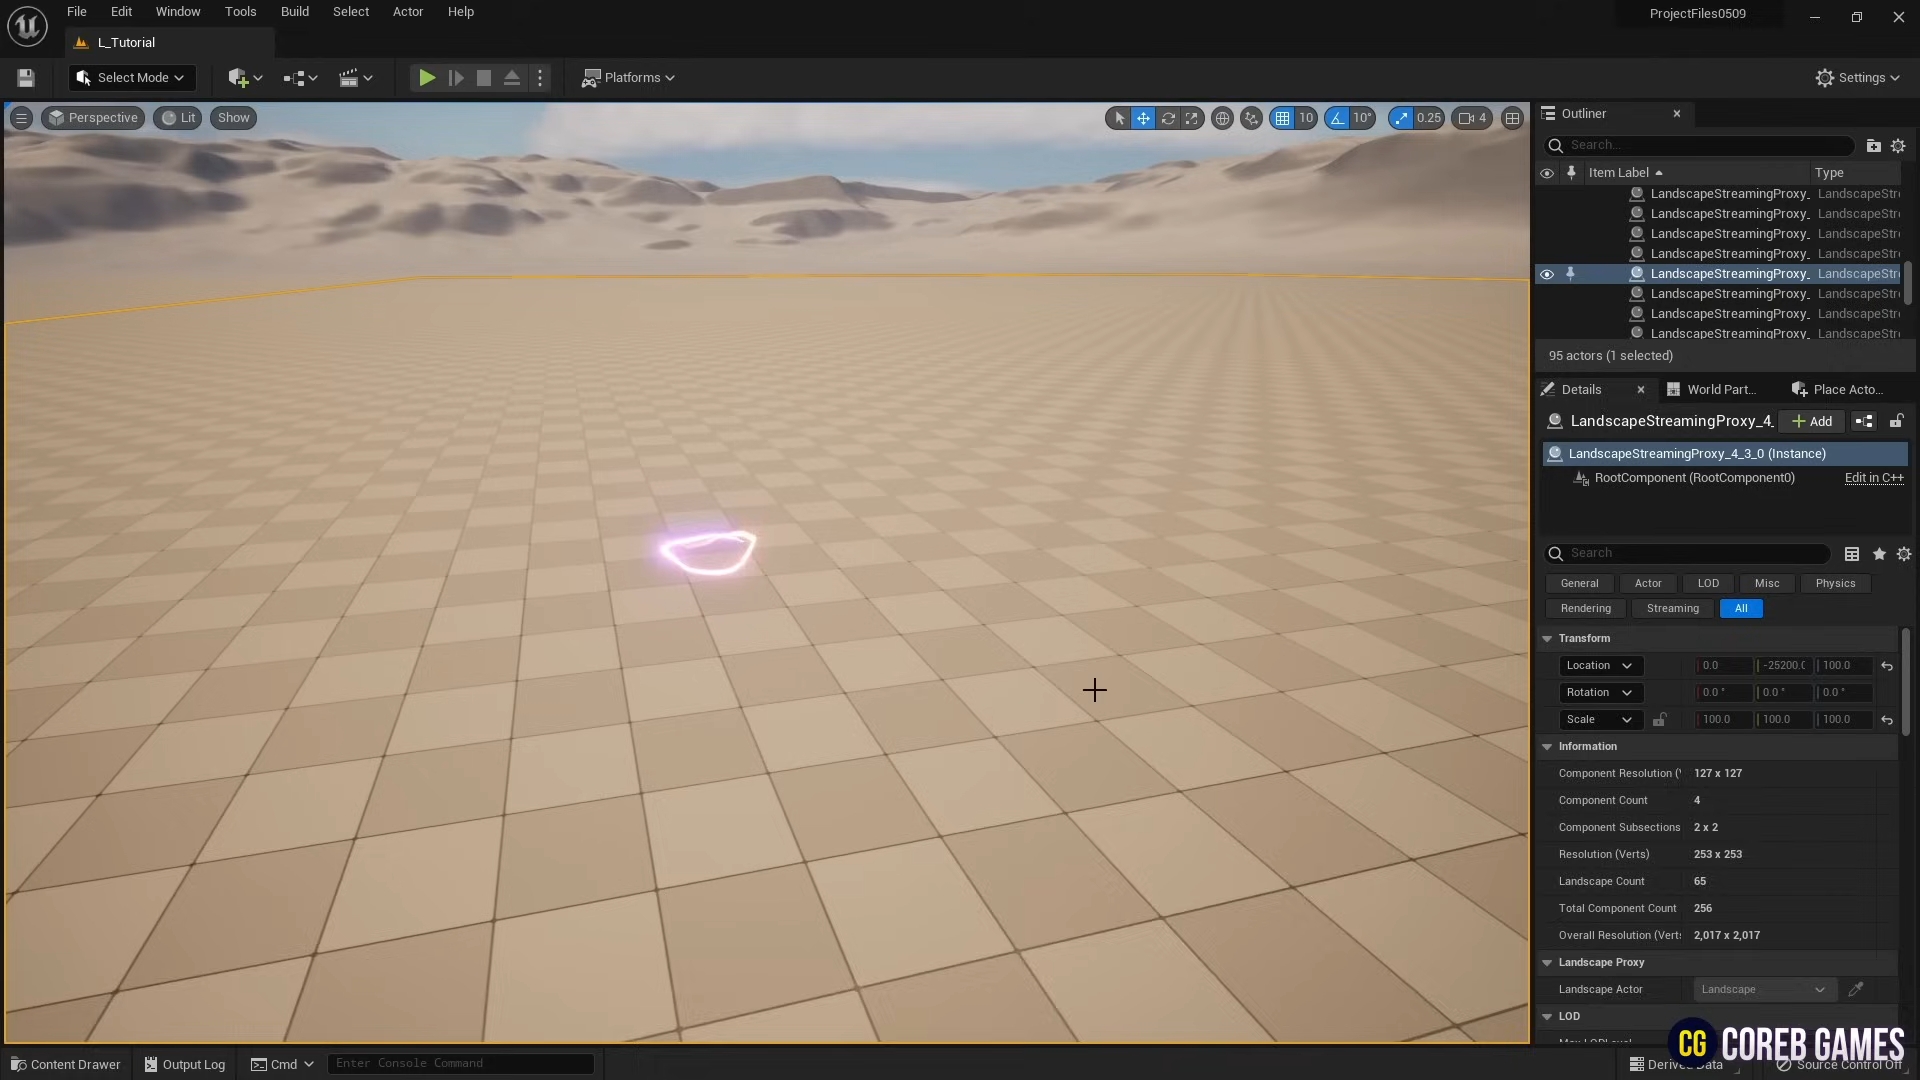 File Edit Window Tools Build Select Actor Help
ProjectFiles0509
L_Tutorial
Select Mode
Platforms
Settings
Perspective Lit Show
10 10° 0.25 4
Outliner
Search...
Item Label Type
LandscapeStreamingProxy_ LandscapeStr
LandscapeStreamingProxy_ LandscapeStr
LandscapeStreamingProxy_ LandscapeStr
LandscapeStreamingProxy_ LandscapeStr
LandscapeStreamingProxy_ LandscapeStr
LandscapeStreamingProxy_ LandscapeStr
LandscapeStreamingProxy_ LandscapeStr
LandscapeStreamingProxy_ LandscapeStr
95 actors (1 selected)
Details World Part... Place Acto...
LandscapeStreamingProxy_4_ Add
LandscapeStreamingProxy_4_3_0 (Instance)
RootComponent (RootComponent0) Edit in C++
Search
General Actor LOD Misc Physics
Rendering Streaming All
Transform
Location 0.0 -25200.( 100.0
Rotation 0.0 ° 0.0 ° 0.0 °
Scale 100.0 100.0 100.0
Information
Component Resolution ( 127 x 127
Component Count 4
Component Subsections 2 x 2
Resolution (Verts) 253 x 253
Landscape Count 65
Total Component Count 256
Overall Resolution (Verts 2,017 x 2,017
Landscape Proxy
Landscape Actor Landscape
LOD
CG COREB GAMES
Content Drawer Output Log Cmd Enter Console Command
Derived Data Source Control Off